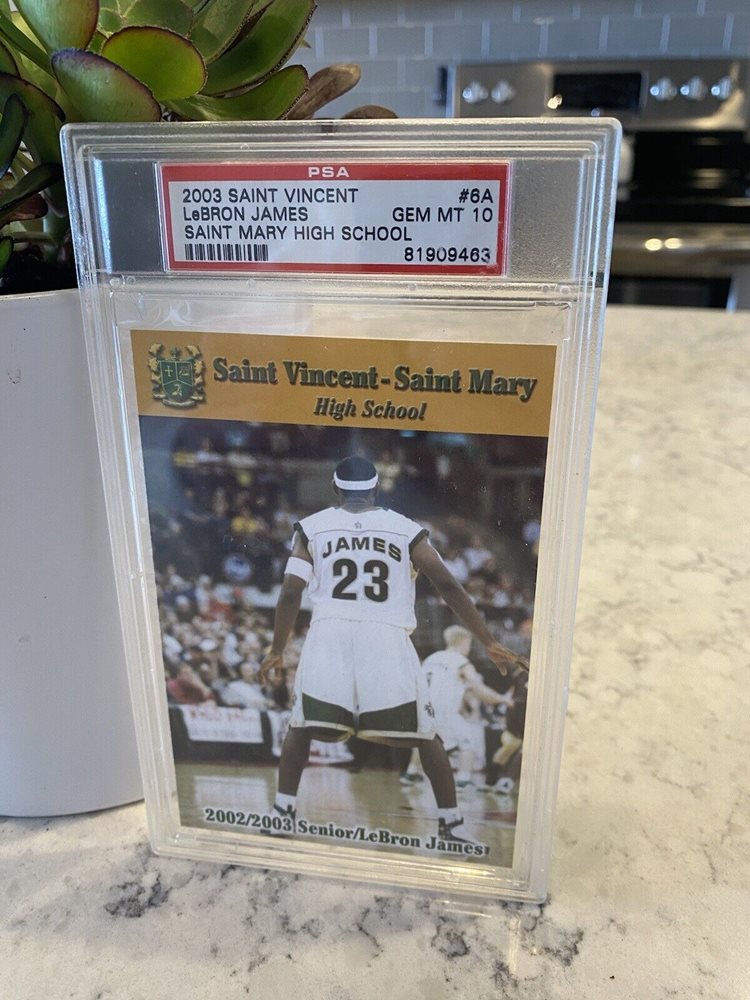 PSA
2003 SAINT VINCENT #6A
LeBRON JAMES GEM MT 10
SAINT MARY HIGH SCHOOL
81909463
Saint Vincent-Saint Mary
High School
JAMES
23
2002/2003 Senior/LeBron James